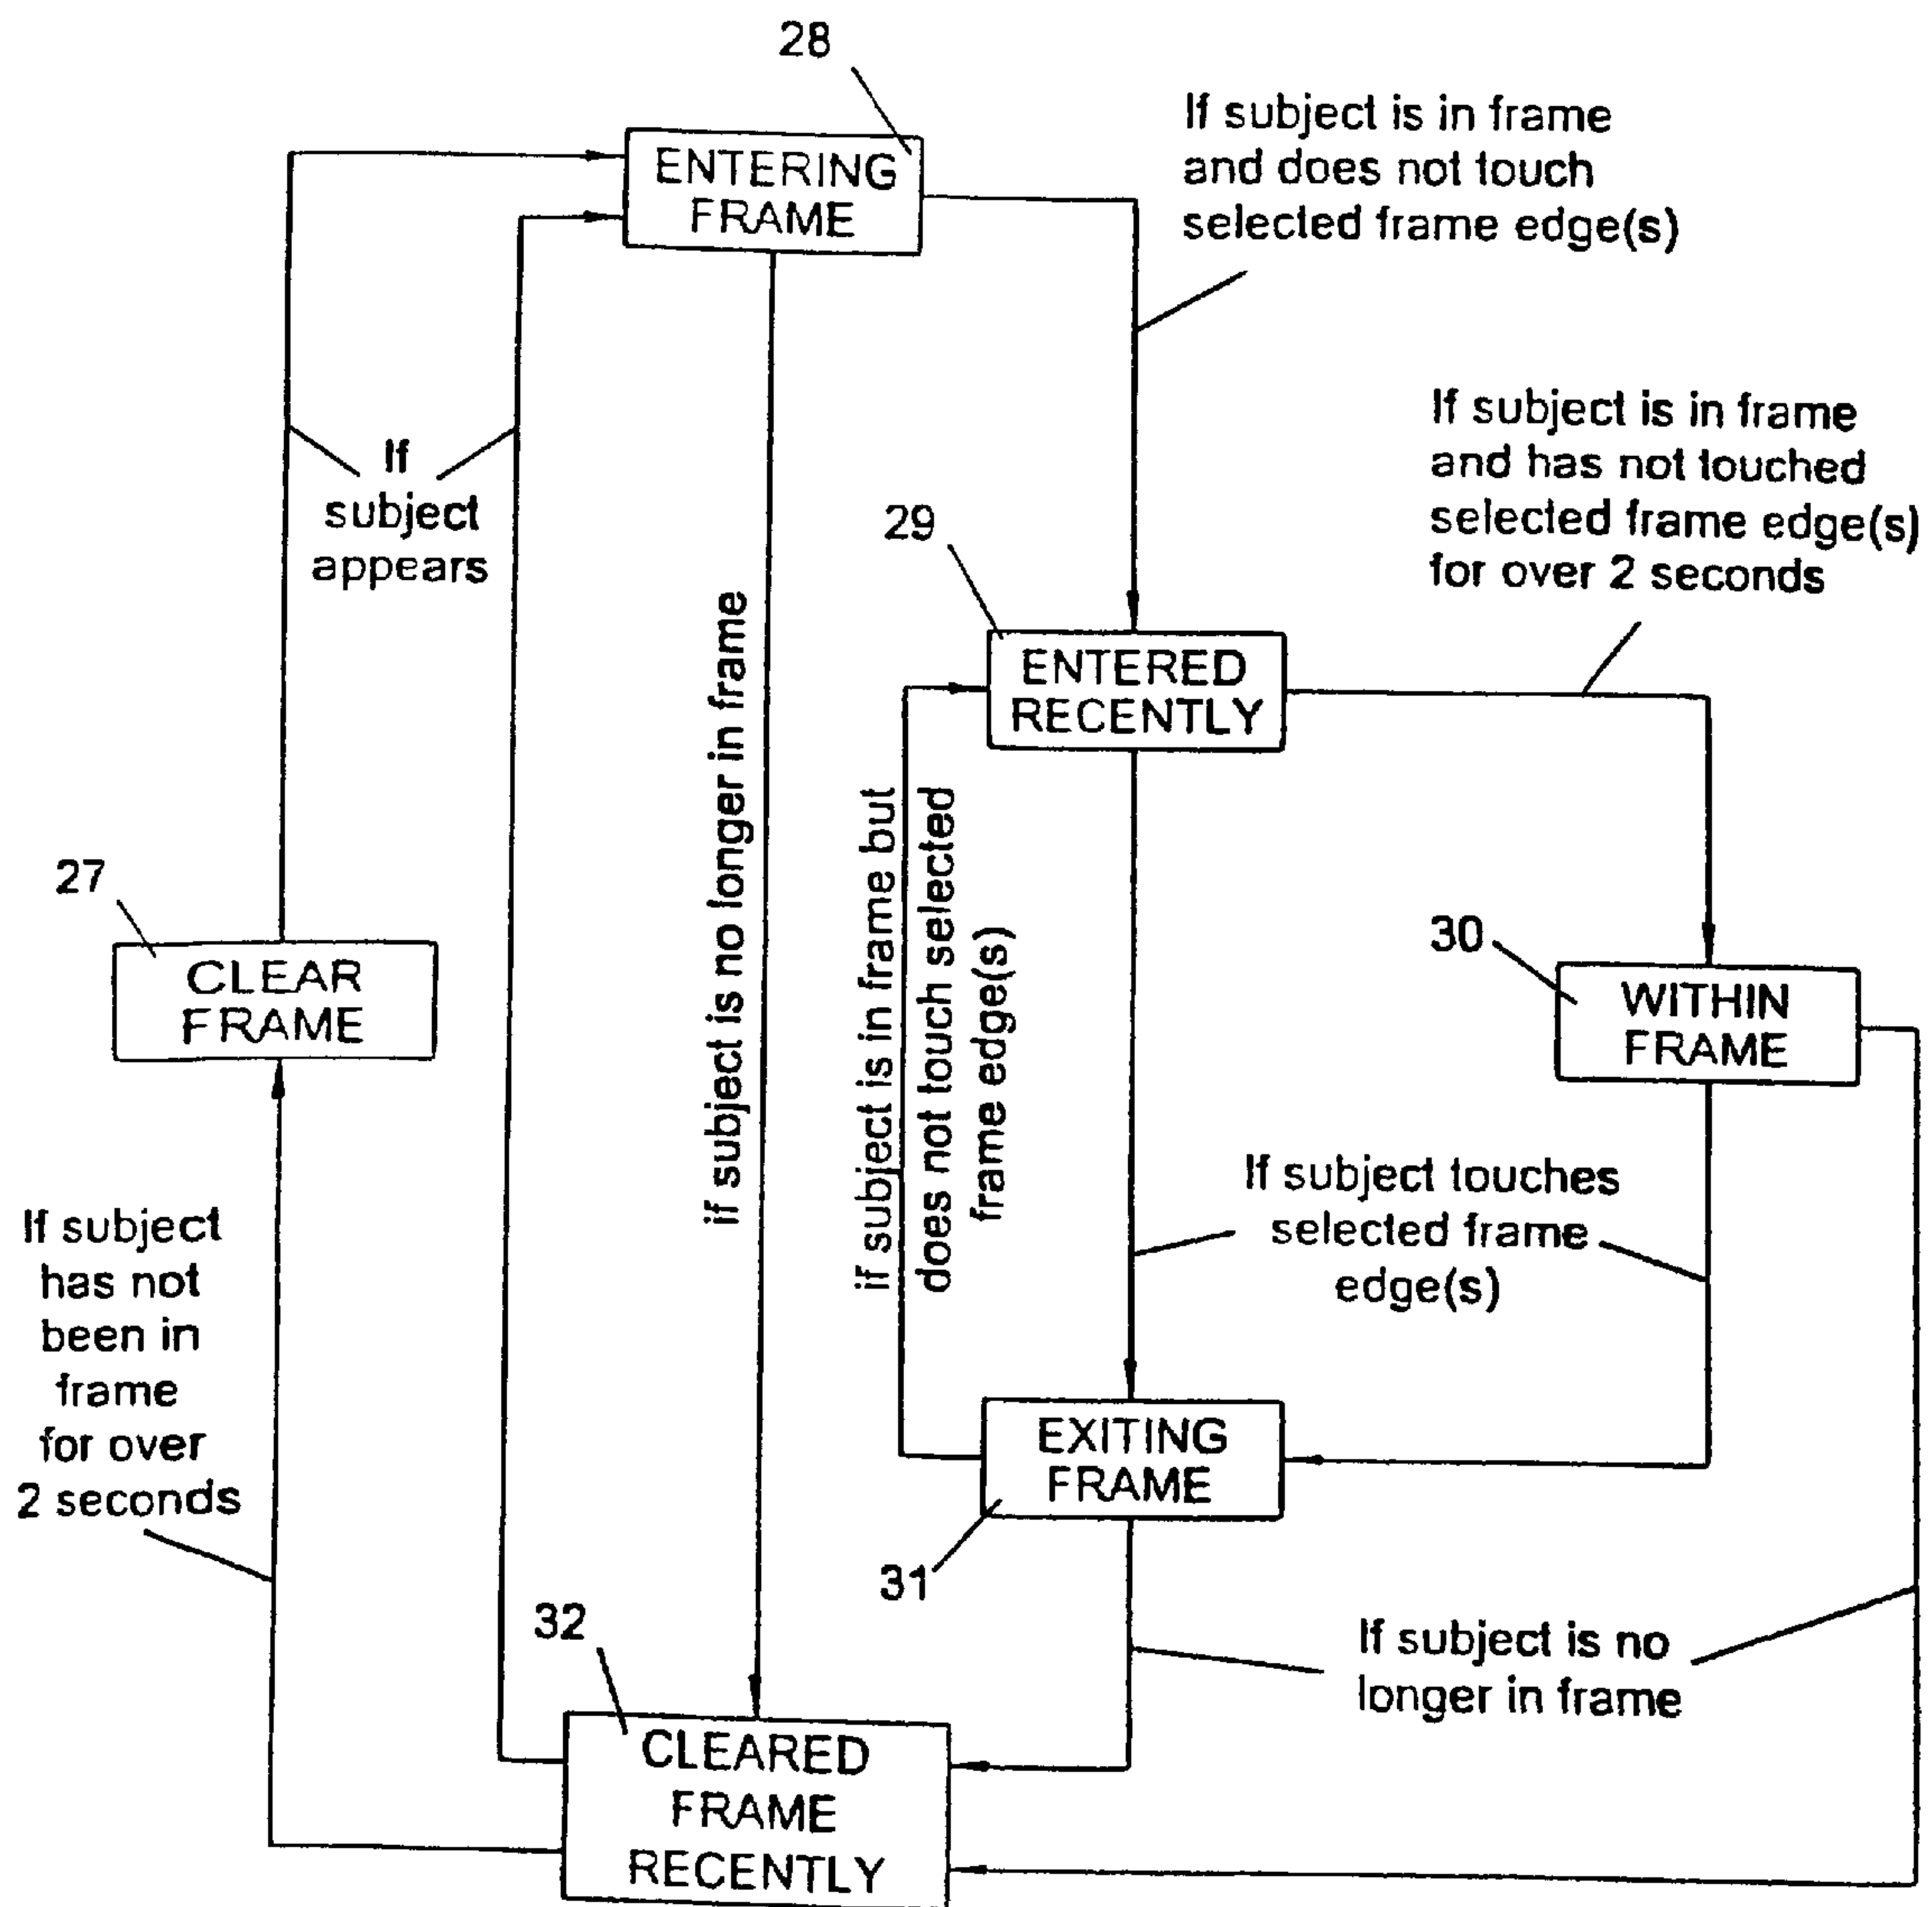 28
ENTERING
FRAME
If subject is in frame
and does not touch
selected frame edge(s)
If
subject
appears
If subject is in frame
and has not touched
selected frame edge(s)
for over 2 seconds
29
ENTERED
RECENTLY
if subject is no longer in frame
if subject is in frame but
does not touch selected
frame edge(s)
27
CLEAR
FRAME
30
WITHIN
FRAME
If subject touches
selected frame
edge(s)
If subject
has not
been in
frame
for over
2 seconds
EXITING
FRAME
31
32
If subject is no
longer in frame
CLEARED
FRAME
RECENTLY